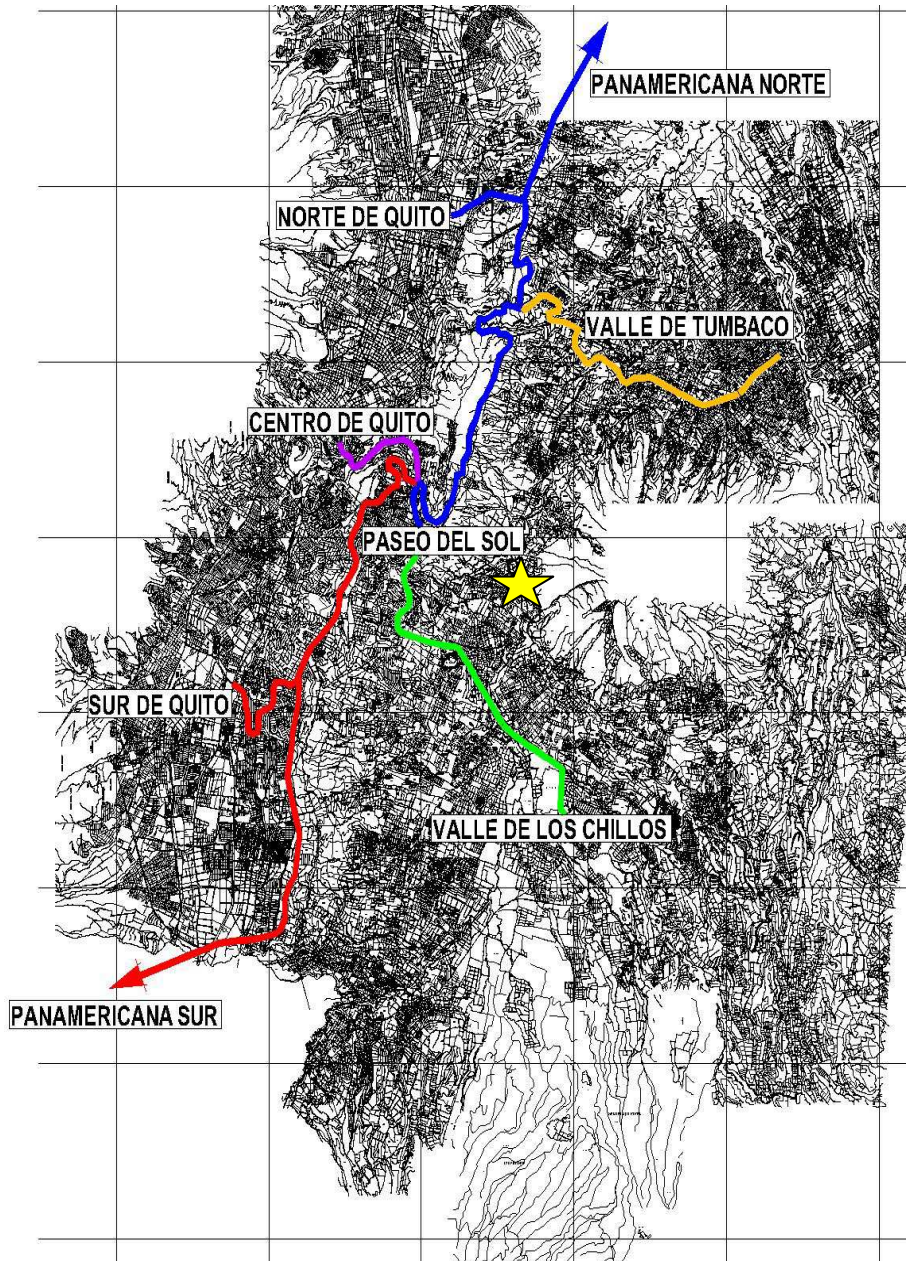 PANAMERICANA NORTE
NORTE DE QUITO
VALLE DE TUMBACO
CENTRO DE QUITO
PASEO DEL SOL
SUR DE QUITO
VALLE DE LOS CHILLOS
PANAMERICANA SUR